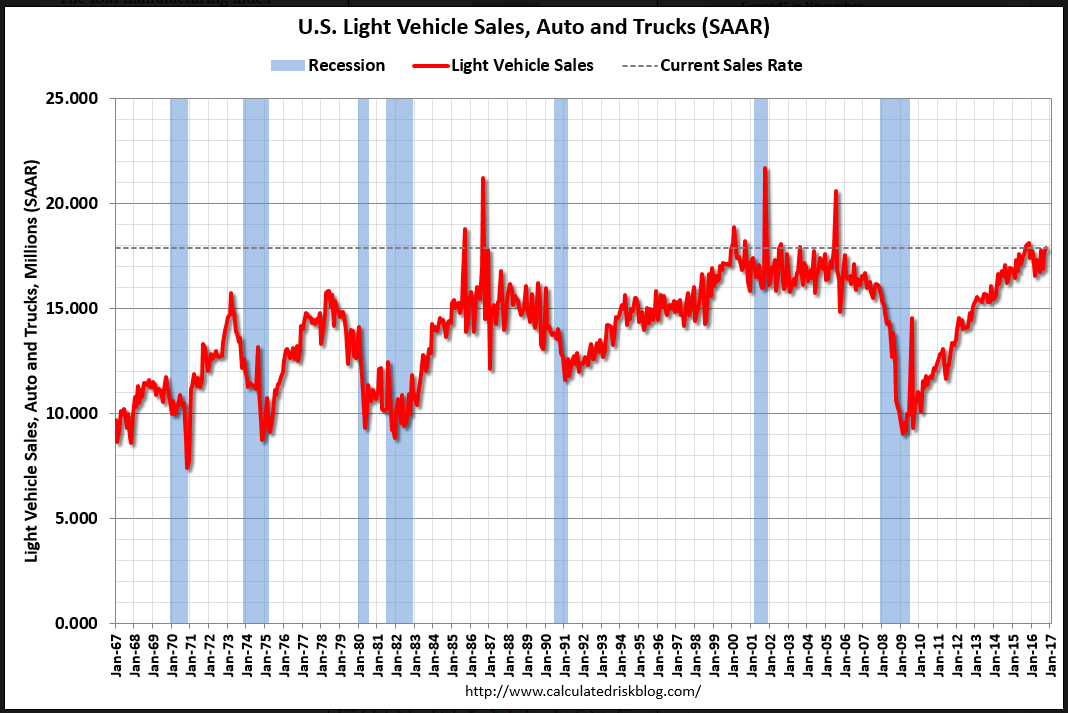 U.S. Light Vehicle Sales, Auto and Trucks (SAAR)
Recession Light Vehicle Sales Current Sales Rate
Light Vehicle Sales, Auto and Trucks, Millions (SAAR)
25.000
20.000
15.000
10.000
5.000
0.000
Jan-67
Jan-68
Jan-69
Jan-70
Jan-71
Jan-72
Jan-73
Jan-74
Jan-75
Jan-76
Jan-77
Jan-78
Jan-79
Jan-80
Jan-81
Jan-82
Jan-83
Jan-84
Jan-85
Jan-86
Jan-87
Jan-88
Jan-89
Jan-90
Jan-91
Jan-92
Jan-93
Jan-94
Jan-95
Jan-96
Jan-97
Jan-98
Jan-99
Jan-00
Jan-01
Jan-02
Jan-03
Jan-04
Jan-05
Jan-06
Jan-07
Jan-08
Jan-09
Jan-10
Jan-11
Jan-12
Jan-13
Jan-14
Jan-15
Jan-16
Jan-17
http://www.calculatedriskblog.com/